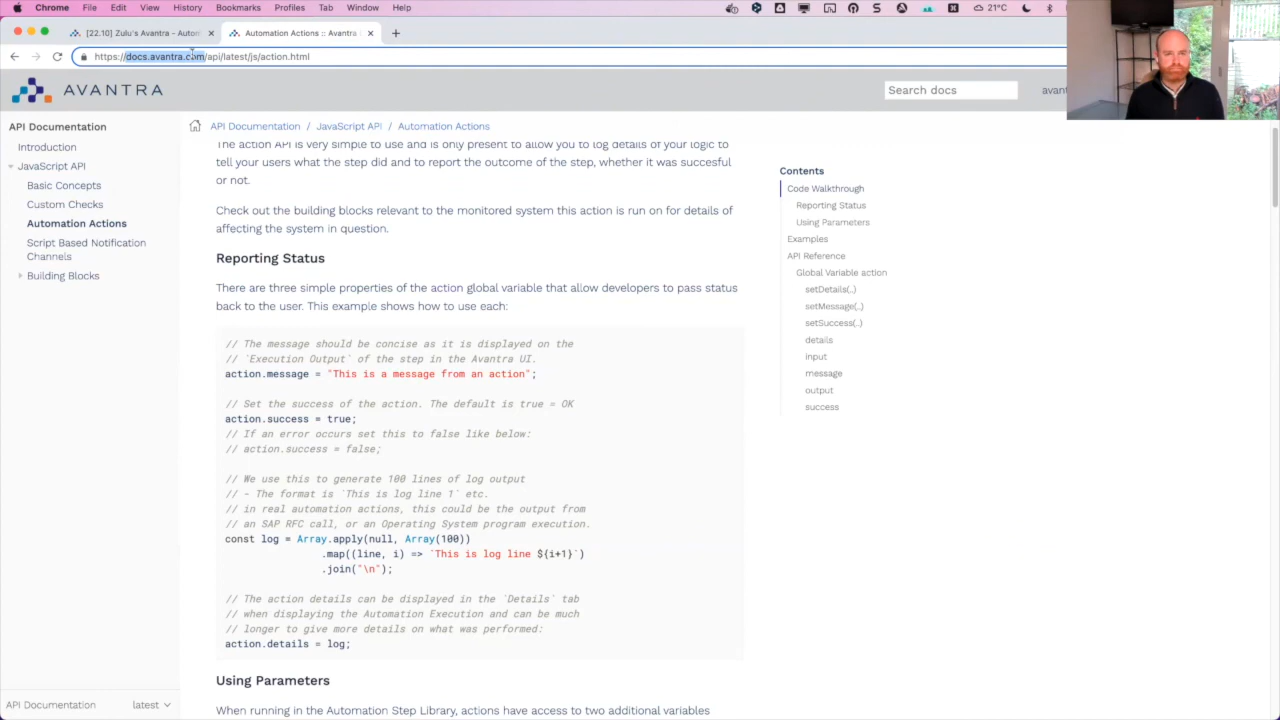 Chrome File Edit View History Bookmarks Profiles Tab Window Help
21°C
[22.10] Zulu's Avantra - Autom
Automation Actions :: Avantra
https://docs.avantra.com/api/latest/js/action.html
AVANTRA
Search docs
avant
API Documentation
Introduction
JavaScript API
Basic Concepts
Custom Checks
Automation Actions
Script Based Notification
Channels
Building Blocks
API Documentation / JavaScript API / Automation Actions
The action API is very simple to use and is only present to allow you to log details of your logic to
tell your users what the step did and to report the outcome of the step, whether it was succesful
or not.
Check out the building blocks relevant to the monitored system this action is run on for details of
affecting the system in question.
Reporting Status
There are three simple properties of the action global variable that allow developers to pass status
back to the user. This example shows how to use each:
// The message should be concise as it is displayed on the
// `Execution Output` of the step in the Avantra UI.
action.message = "This is a message from an action";
// Set the success of the action. The default is true = OK
action.success = true;
// If an error occurs set this to false like below:
// action.success = false;
// We use this to generate 100 lines of log output
// - The format is `This is log line 1` etc.
// in real automation actions, this could be the output from
// an SAP RFC call, or an Operating System program execution.
const log = Array.apply(null, Array(100))
.map((line, i) => `This is log line ${i+1}`)
.join("\n");
// The action details can be displayed in the `Details` tab
// when displaying the Automation Execution and can be much
// longer to give more details on what was performed:
action.details = log;
Using Parameters
When running in the Automation Step Library, actions have access to two additional variables
Contents
Code Walkthrough
Reporting Status
Using Parameters
Examples
API Reference
Global Variable action
setDetails(..)
setMessage(..)
setSuccess(..)
details
input
message
output
success
API Documentation
latest